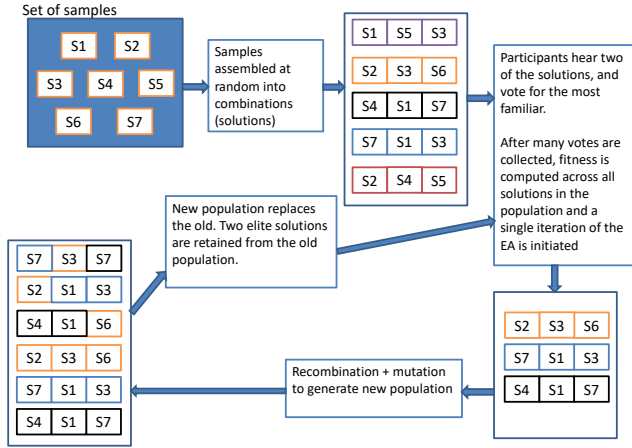 Set of samples
S1 S2
S3 S4 S5
S6 S7
Samples
assembled at
random into
combinations
(solutions)
S1 S5 S3
S2 S3 S6
S4 S1 S7
S7 S1 S3
S2 S4 S5
Participants hear two
of the solutions, and
vote for the most
familiar.
After many votes are
collected, fitness is
computed across all
solutions in the
population and a
single iteration of the
EA is initiated
S2 S3 S6
S7 S1 S3
S4 S1 S7
Recombination + mutation
to generate new population
S7 S3 S7
S2 S1 S3
S4 S1 S6
S2 S3 S6
S7 S1 S3
S4 S1 S7
New population replaces
the old. Two elite solutions
are retained from the old
population.